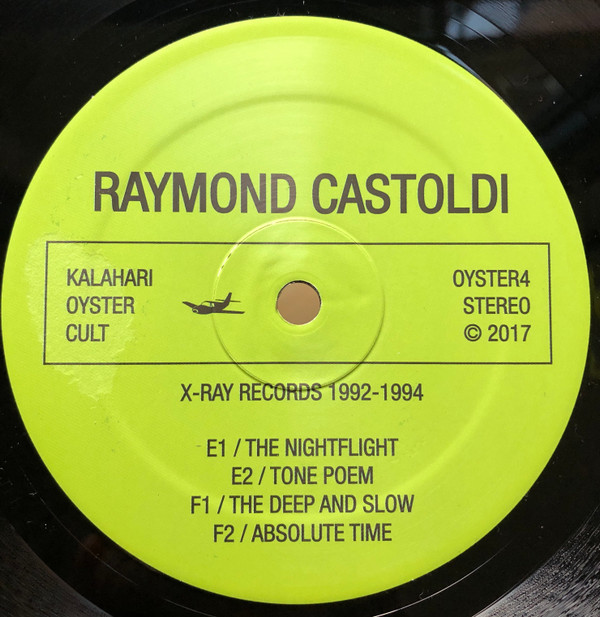 RAYMOND CASTOLDI
KALAHARI
OYSTER
CULT
OYSTER4
STEREO
© 2017
X-RAY RECORDS 1992-1994
E1 / THE NIGHTFLIGHT
E2 / TONE POEM
F1 / THE DEEP AND SLOW
F2 / ABSOLUTE TIME